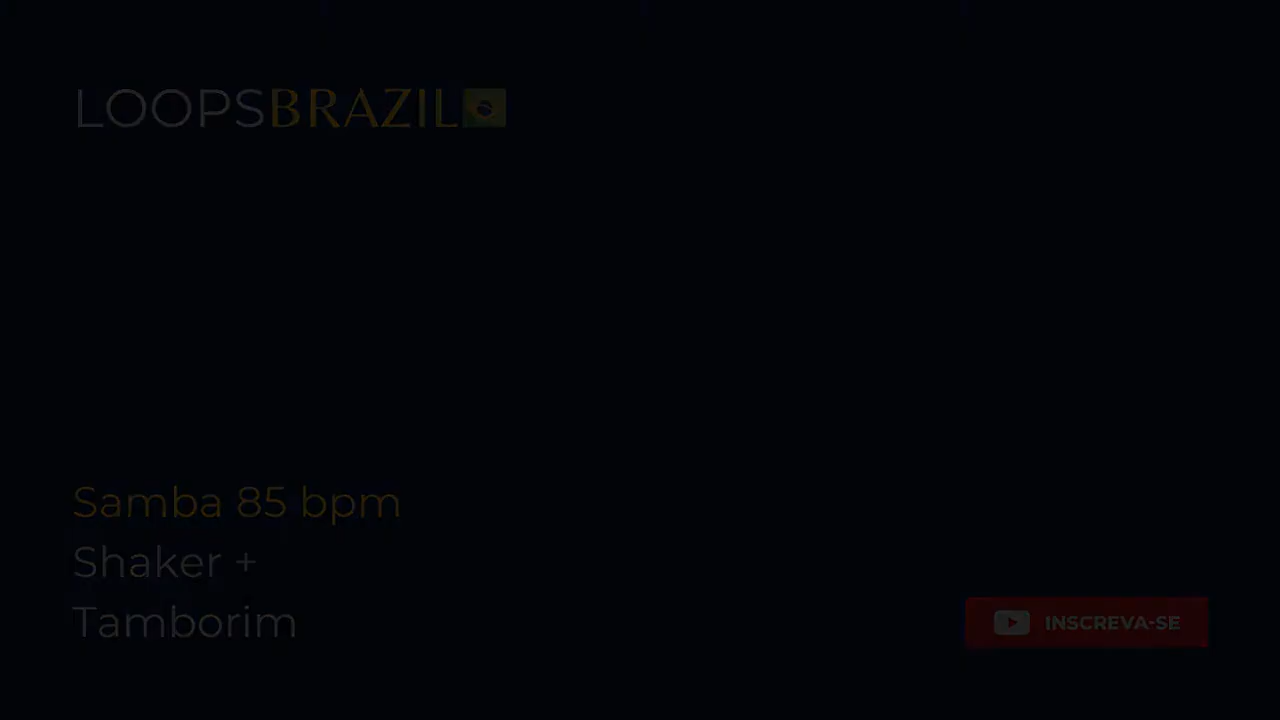 LOOPSBRAZIL
Samba 85 bpm
Shaker +
Tamborim
INSCREVA-SE